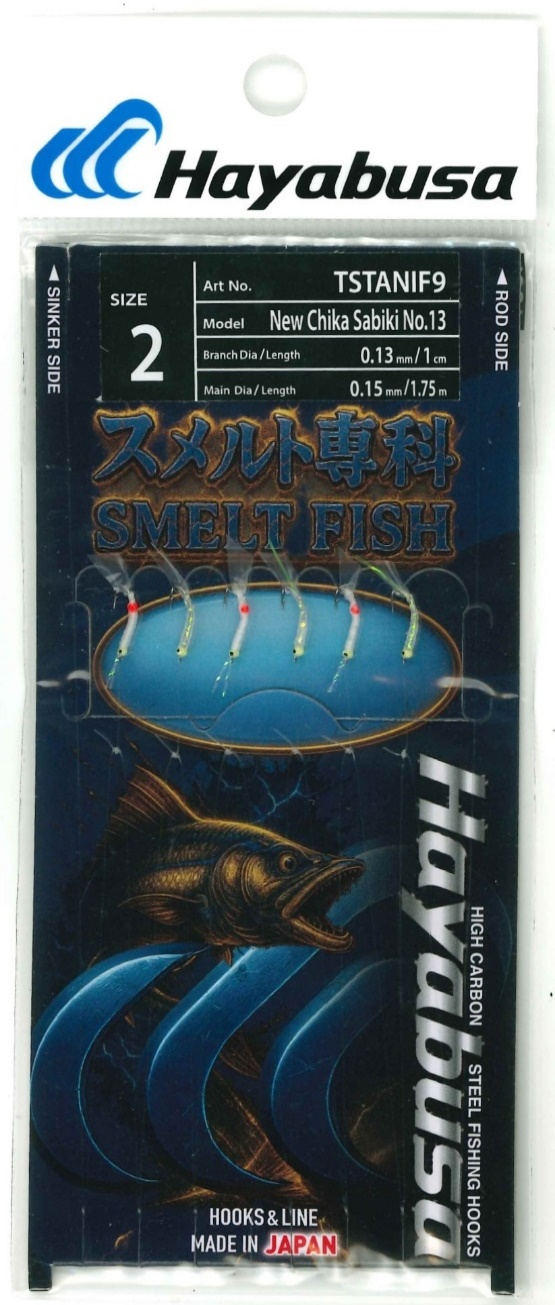 Hayabusa
◀ SINKER SIDE
SIZE
2
Art No. TSTANIF9
Model New Chika Sabiki No.13
Branch Dia/Length 0.13 mm/1 cm
Main Dia/Length 0.15 mm/1.75 m
◀ ROD SIDE
スメルト専科
SMELT FISH
Hayabusa
HIGH CARBON STEEL FISHING HOOKS
HOOKS & LINE
MADE IN JAPAN